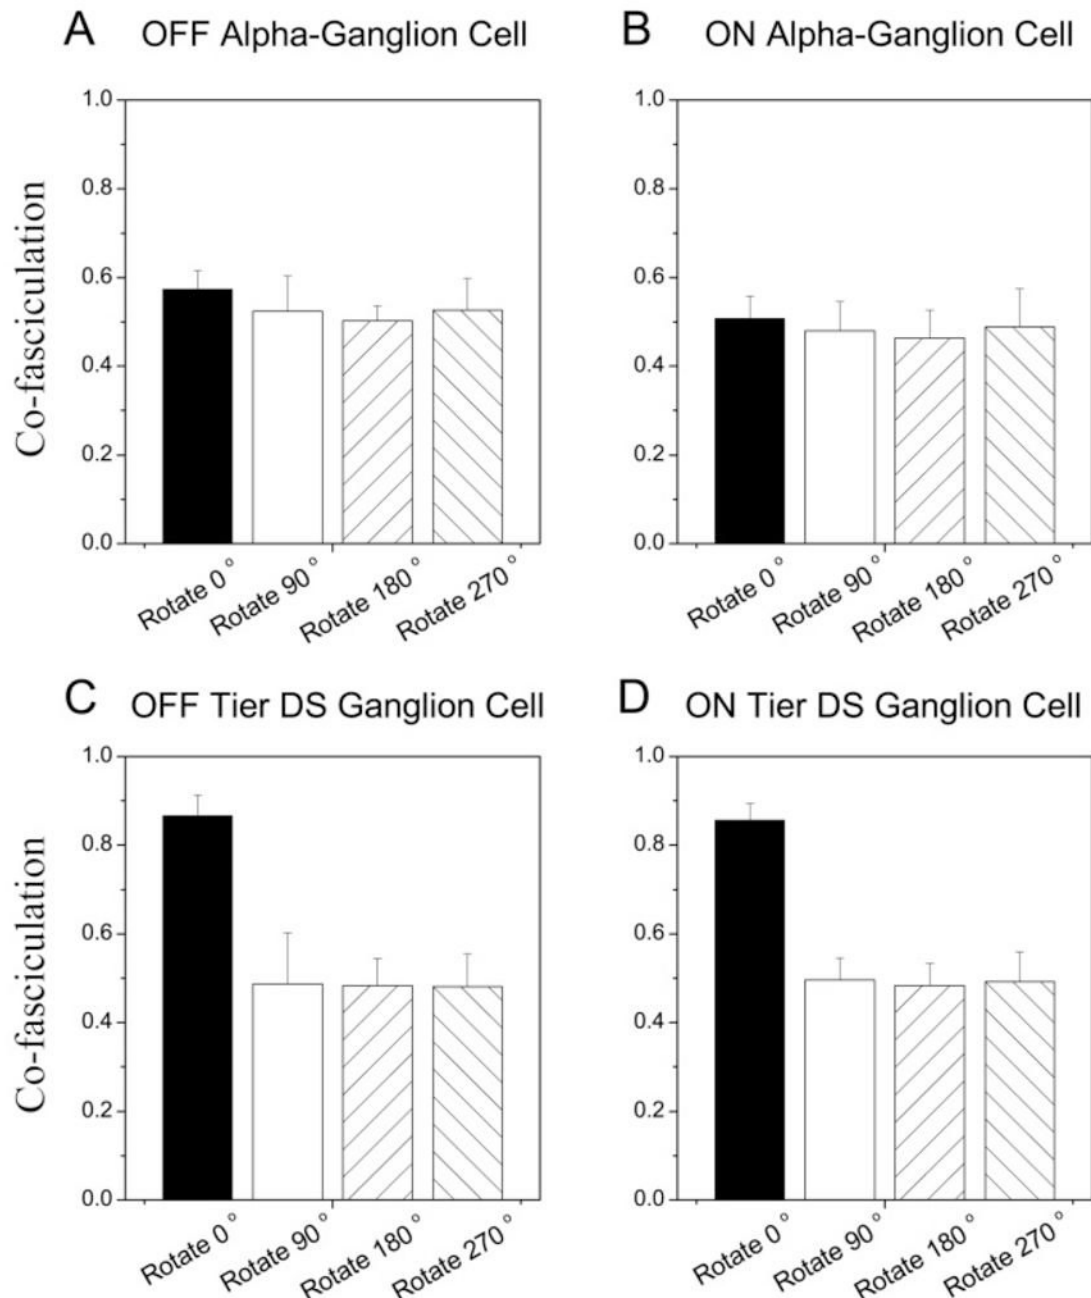 A OFF Alpha-Ganglion Cell
Co-fasciculation
1.0
0.8
0.6
0.4
0.2
0.0
Rotate 0°
Rotate 90°
Rotate 180°
Rotate 270°
B ON Alpha-Ganglion Cell
1.0
0.8
0.6
0.4
0.2
0.0
Rotate 0°
Rotate 90°
Rotate 180°
Rotate 270°
C OFF Tier DS Ganglion Cell
Co-fasciculation
1.0
0.8
0.6
0.4
0.2
0.0
Rotate 0°
Rotate 90°
Rotate 180°
Rotate 270°
D ON Tier DS Ganglion Cell
1.0
0.8
0.6
0.4
0.2
0.0
Rotate 0°
Rotate 90°
Rotate 180°
Rotate 270°